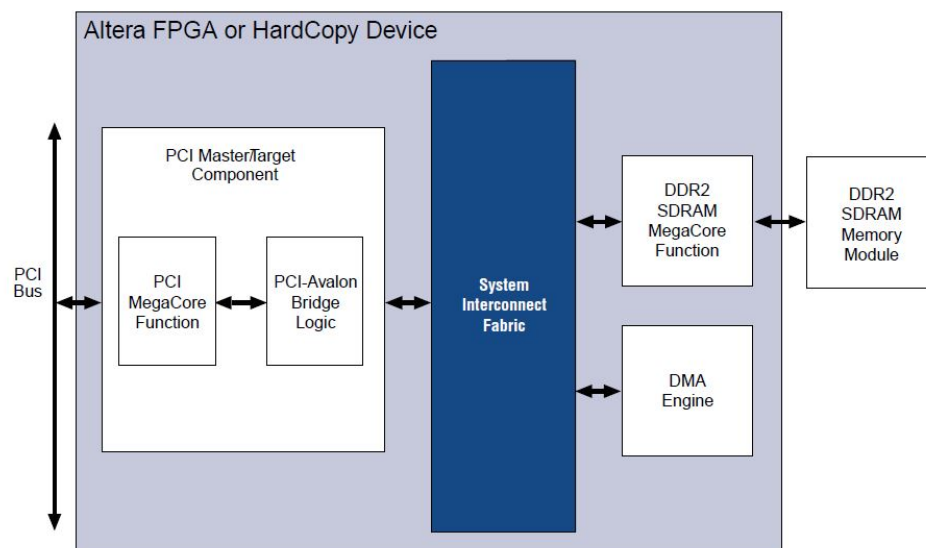 Altera FPGA or HardCopy Device
PCI
Bus
PCI Master/Target
Component
PCI
MegaCore
Function
PCI-Avalon
Bridge
Logic
System
Interconnect
Fabric
DDR2
SDRAM
MegaCore
Function
DMA
Engine
DDR2
SDRAM
Memory
Module